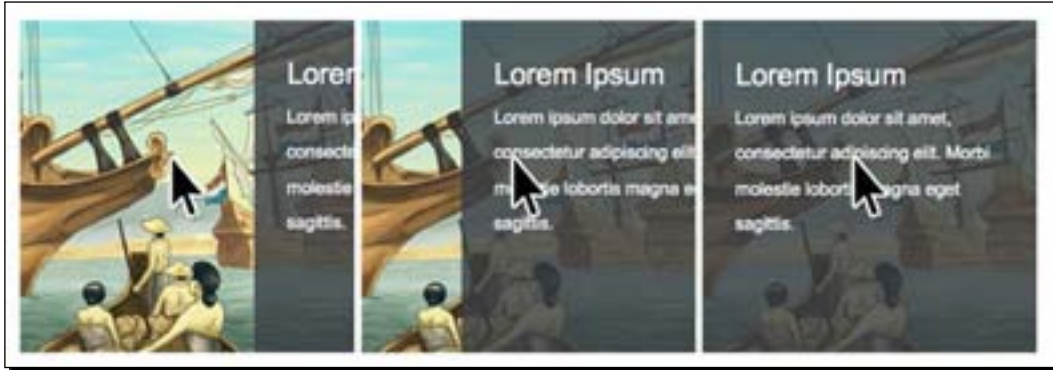 Lorer
Lorem ip
consecte
molestie
sagittis.
Lorem Ipsum
Lorem ipsum dolor sit ame
consectetur adipiscing elit
lobortis magna e
sagittis.
Lorem Ipsum
Lorem ipsum dolor sit amet,
consectetur adipiscing elit. Morbi
molestie eget
sagittis.